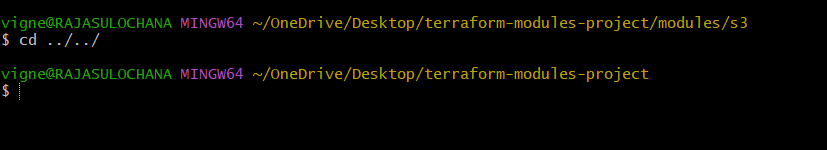 vigne@RAJASULOCHANA MINGW64 ~/OneDrive/Desktop/terraform-modules-project/modules/s3
$ cd ../../
vigne@RAJASULOCHANA MINGW64 ~/OneDrive/Desktop/terraform-modules-project
$